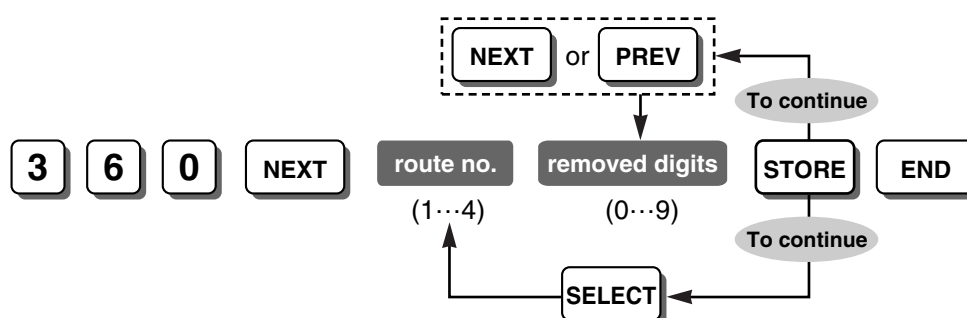 NEXT or PREV
To continue
3 6 0 NEXT route no. removed digits STORE END
(1···4) (0···9)
To continue
SELECT